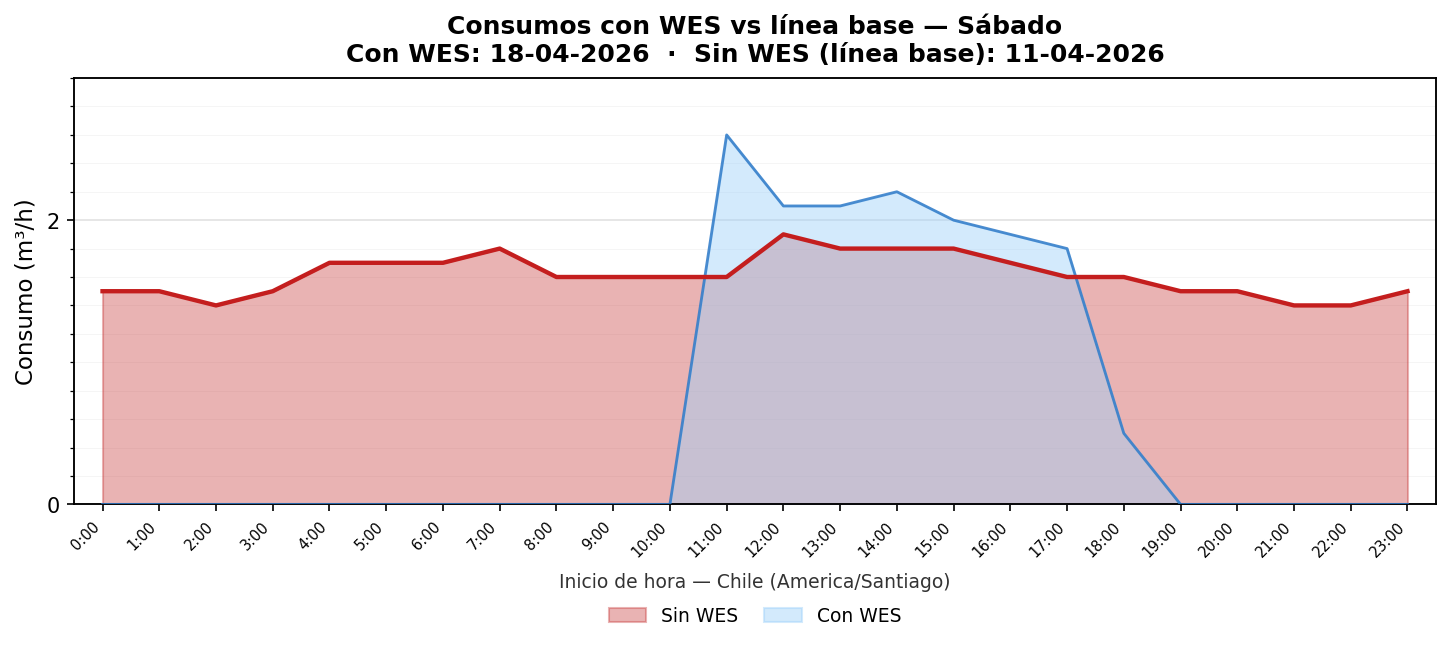 Consumos con WES vs línea base — Sábado
Con WES: 18-04-2026 · Sin WES (línea base): 11-04-2026
Consumo (m³/h)
2
0
0:00 1:00 2:00 3:00 4:00 5:00 6:00 7:00 8:00 9:00 10:00 11:00 12:00 13:00 14:00 15:00 16:00 17:00 18:00 19:00 20:00 21:00 22:00 23:00
Inicio de hora — Chile (America/Santiago)
Sin WES Con WES